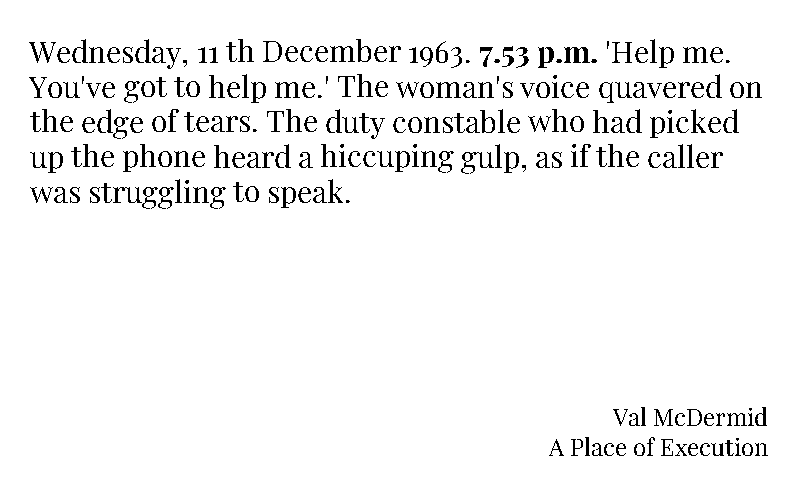 Wednesday, 11 th December 1963. 7.53 p.m. 'Help me.
You've got to help me.' The woman's voice quavered on
the edge of tears. The duty constable who had picked
up the phone heard a hiccuping gulp, as if the caller
was struggling to speak.
Val McDermid
A Place of Execution